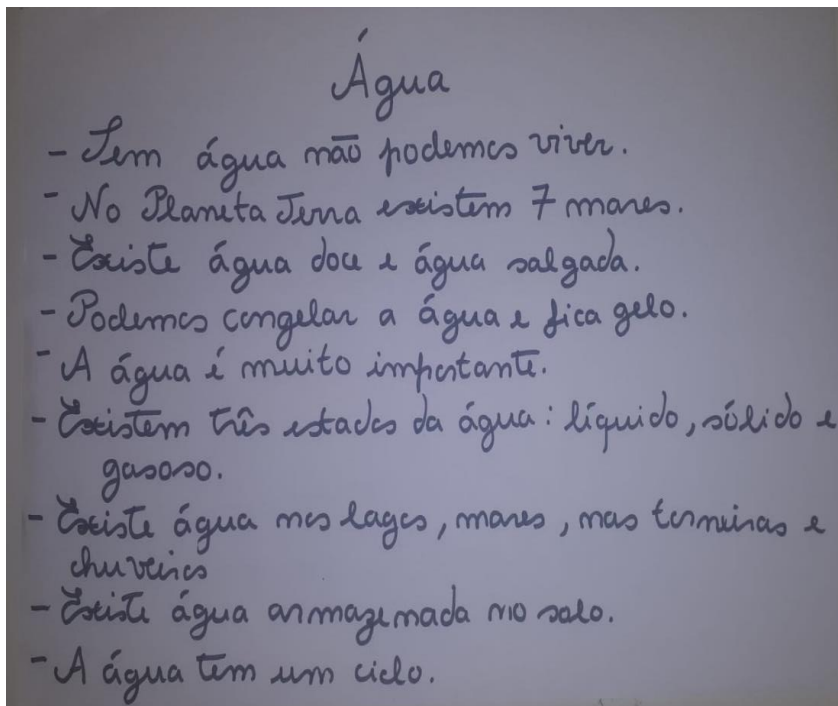 Água
- Sem água não podemos viver.
- No Planeta Terra existem 7 mares.
- Existe água doce e água salgada.
- Podemos congelar a água e fica gelo.
- A água é muito importante.
- Existem três estados da água: líquido, sólido e
gasoso.
- Existe água nos lagos, mares, nas torneiras e
chuveiros
- Existe água armazenada no solo.
- A água tem um ciclo.